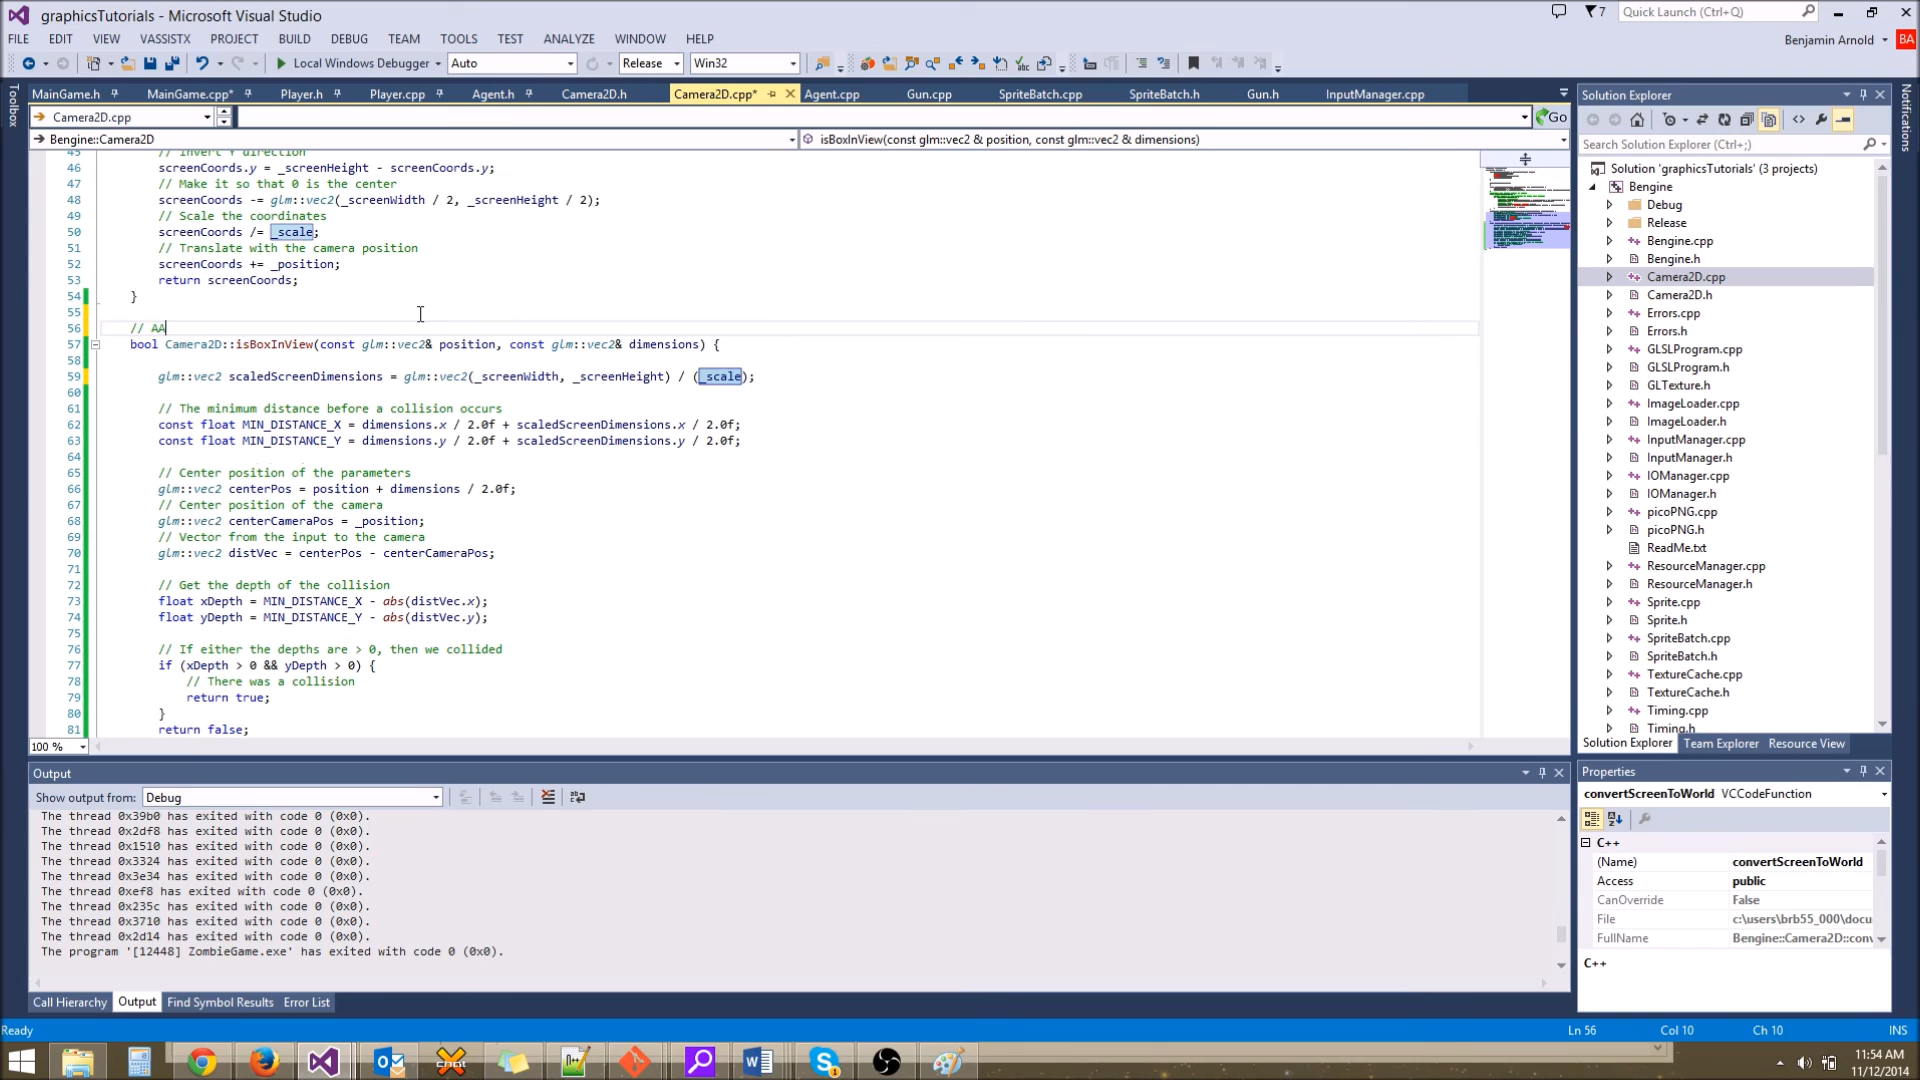 graphicsTutorials - Microsoft Visual Studio
7
Quick Launch (Ctrl+Q)
FILE EDIT VIEW VASSISTX PROJECT BUILD DEBUG TEAM TOOLS TEST ANALYZE WINDOW HELP
Benjamin Arnold BA
Local Windows Debugger Auto Release Win32
Toolbox
MainGame.h MainGame.cpp* Player.h Player.cpp Agent.h Camera2D.h Camera2D.cpp* Agent.cpp Gun.cpp SpriteBatch.cpp SpriteBatch.h Gun.h InputManager.cpp
Camera2D.cpp Go
Bengine::Camera2D isBoxInView(const glm::vec2 & position, const glm::vec2 & dimensions)
45 // Invert Y direction
46 screenCoords.y = _screenHeight - screenCoords.y;
47 // Make it so that 0 is the center
48 screenCoords -= glm::vec2(_screenWidth / 2, _screenHeight / 2);
49 // Scale the coordinates
50 screenCoords /= _scale;
51 // Translate with the camera position
52 screenCoords += _position;
53 return screenCoords;
54 }
55
56 // AA
57 bool Camera2D::isBoxInView(const glm::vec2& position, const glm::vec2& dimensions) {
58
59 glm::vec2 scaledScreenDimensions = glm::vec2(_screenWidth, _screenHeight) / (_scale);
60
61 // The minimum distance before a collision occurs
62 const float MIN_DISTANCE_X = dimensions.x / 2.0f + scaledScreenDimensions.x / 2.0f;
63 const float MIN_DISTANCE_Y = dimensions.y / 2.0f + scaledScreenDimensions.y / 2.0f;
64
65 // Center position of the parameters
66 glm::vec2 centerPos = position + dimensions / 2.0f;
67 // Center position of the camera
68 glm::vec2 centerCameraPos = _position;
69 // Vector from the input to the camera
70 glm::vec2 distVec = centerPos - centerCameraPos;
71
72 // Get the depth of the collision
73 float xDepth = MIN_DISTANCE_X - abs(distVec.x);
74 float yDepth = MIN_DISTANCE_Y - abs(distVec.y);
75
76 // If either the depths are > 0, then we collided
77 if (xDepth > 0 && yDepth > 0) {
78 // There was a collision
79 return true;
80 }
81 return false;
100 %
Output
Show output from: Debug
The thread 0x39b0 has exited with code 0 (0x0).
The thread 0x2df8 has exited with code 0 (0x0).
The thread 0x1510 has exited with code 0 (0x0).
The thread 0x3324 has exited with code 0 (0x0).
The thread 0x3e34 has exited with code 0 (0x0).
The thread 0xef8 has exited with code 0 (0x0).
The thread 0x235c has exited with code 0 (0x0).
The thread 0x3710 has exited with code 0 (0x0).
The thread 0x2d14 has exited with code 0 (0x0).
The program '[12448] ZombieGame.exe' has exited with code 0 (0x0).
Call Hierarchy Output Find Symbol Results Error List
Solution Explorer
Search Solution Explorer (Ctrl+;)
Solution 'graphicsTutorials' (3 projects)
Bengine
Debug
Release
Bengine.cpp
Bengine.h
Camera2D.cpp
Camera2D.h
Errors.cpp
Errors.h
GLSLProgram.cpp
GLSLProgram.h
GLTexture.h
ImageLoader.cpp
ImageLoader.h
InputManager.cpp
InputManager.h
IOManager.cpp
IOManager.h
picoPNG.cpp
picoPNG.h
ReadMe.txt
ResourceManager.cpp
ResourceManager.h
Sprite.cpp
Sprite.h
SpriteBatch.cpp
SpriteBatch.h
TextureCache.cpp
TextureCache.h
Timing.cpp
Timing.h
Solution Explorer Team Explorer Resource View
Notifications
Properties
convertScreenToWorld VCCodeFunction
C++
(Name) convertScreenToWorld
Access public
CanOverride False
File c:\users\brb55_000\docu
FullName Bengine::Camera2D::conv
C++
Ready Ln 56 Col 10 Ch 10 INS
11:54 AM
11/12/2014